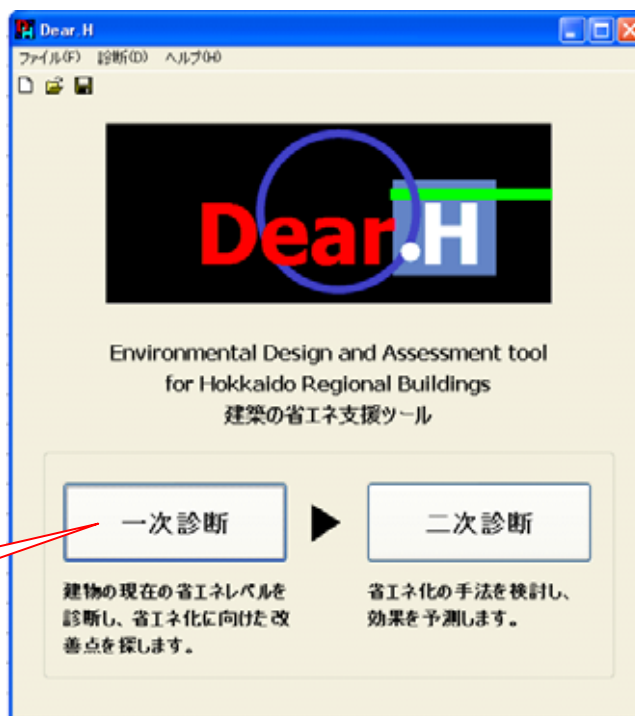 Dear.H
ファイル(F) 診断(D) ヘルプ(H)
Dear.H
Environmental Design and Assessment tool
for Hokkaido Regional Buildings
建築の省エネ支援ツール
一次診断
建物の現在の省エネレベルを
診断し、省エネ化に向けた改
善点を探します。
二次診断
省エネ化の手法を検討し、
効果を予測します。